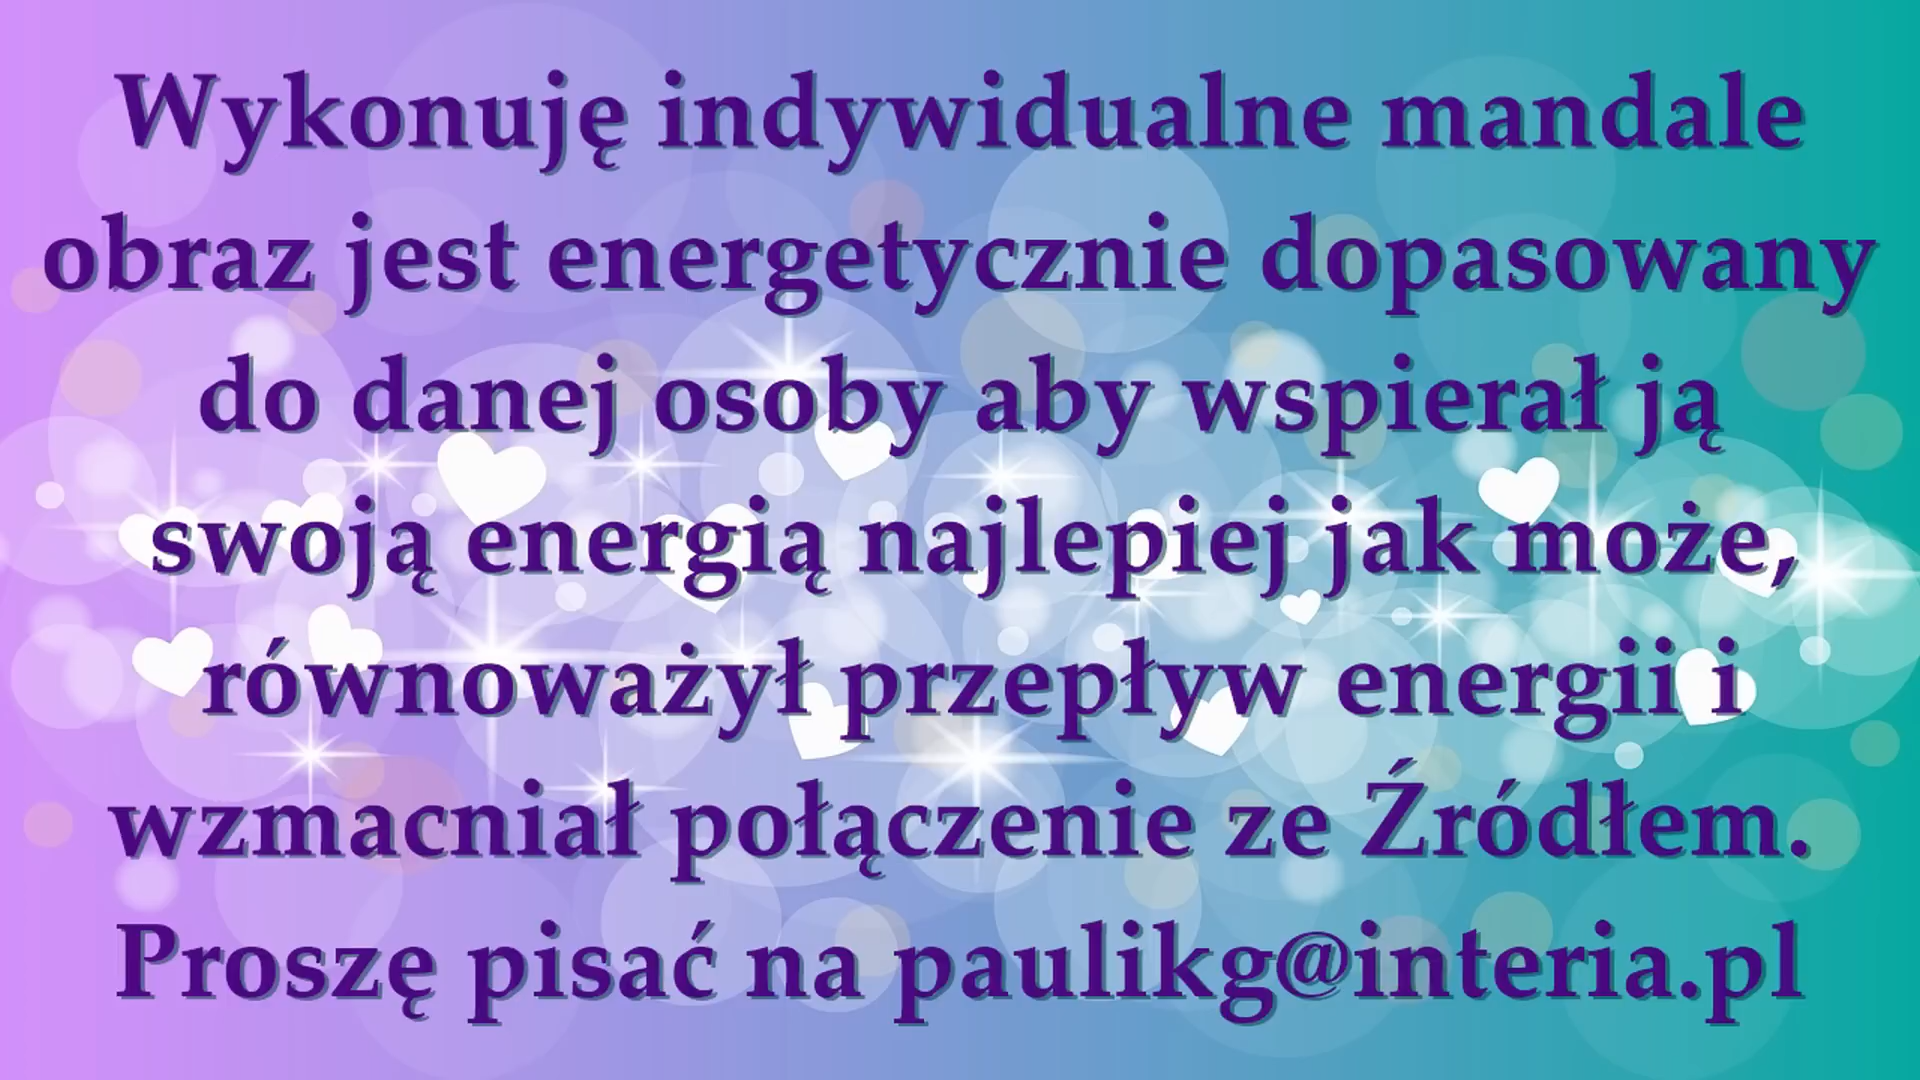 Wykonuję indywidualne mandale
obraz jest energetycznie dopasowany
do danej osoby aby wspierał ją
swoją energią najlepiej jak może,
równoważył przepływ energii i
wzmacniał połączenie ze Źródłem.
Proszę pisać na paulikg@interia.pl